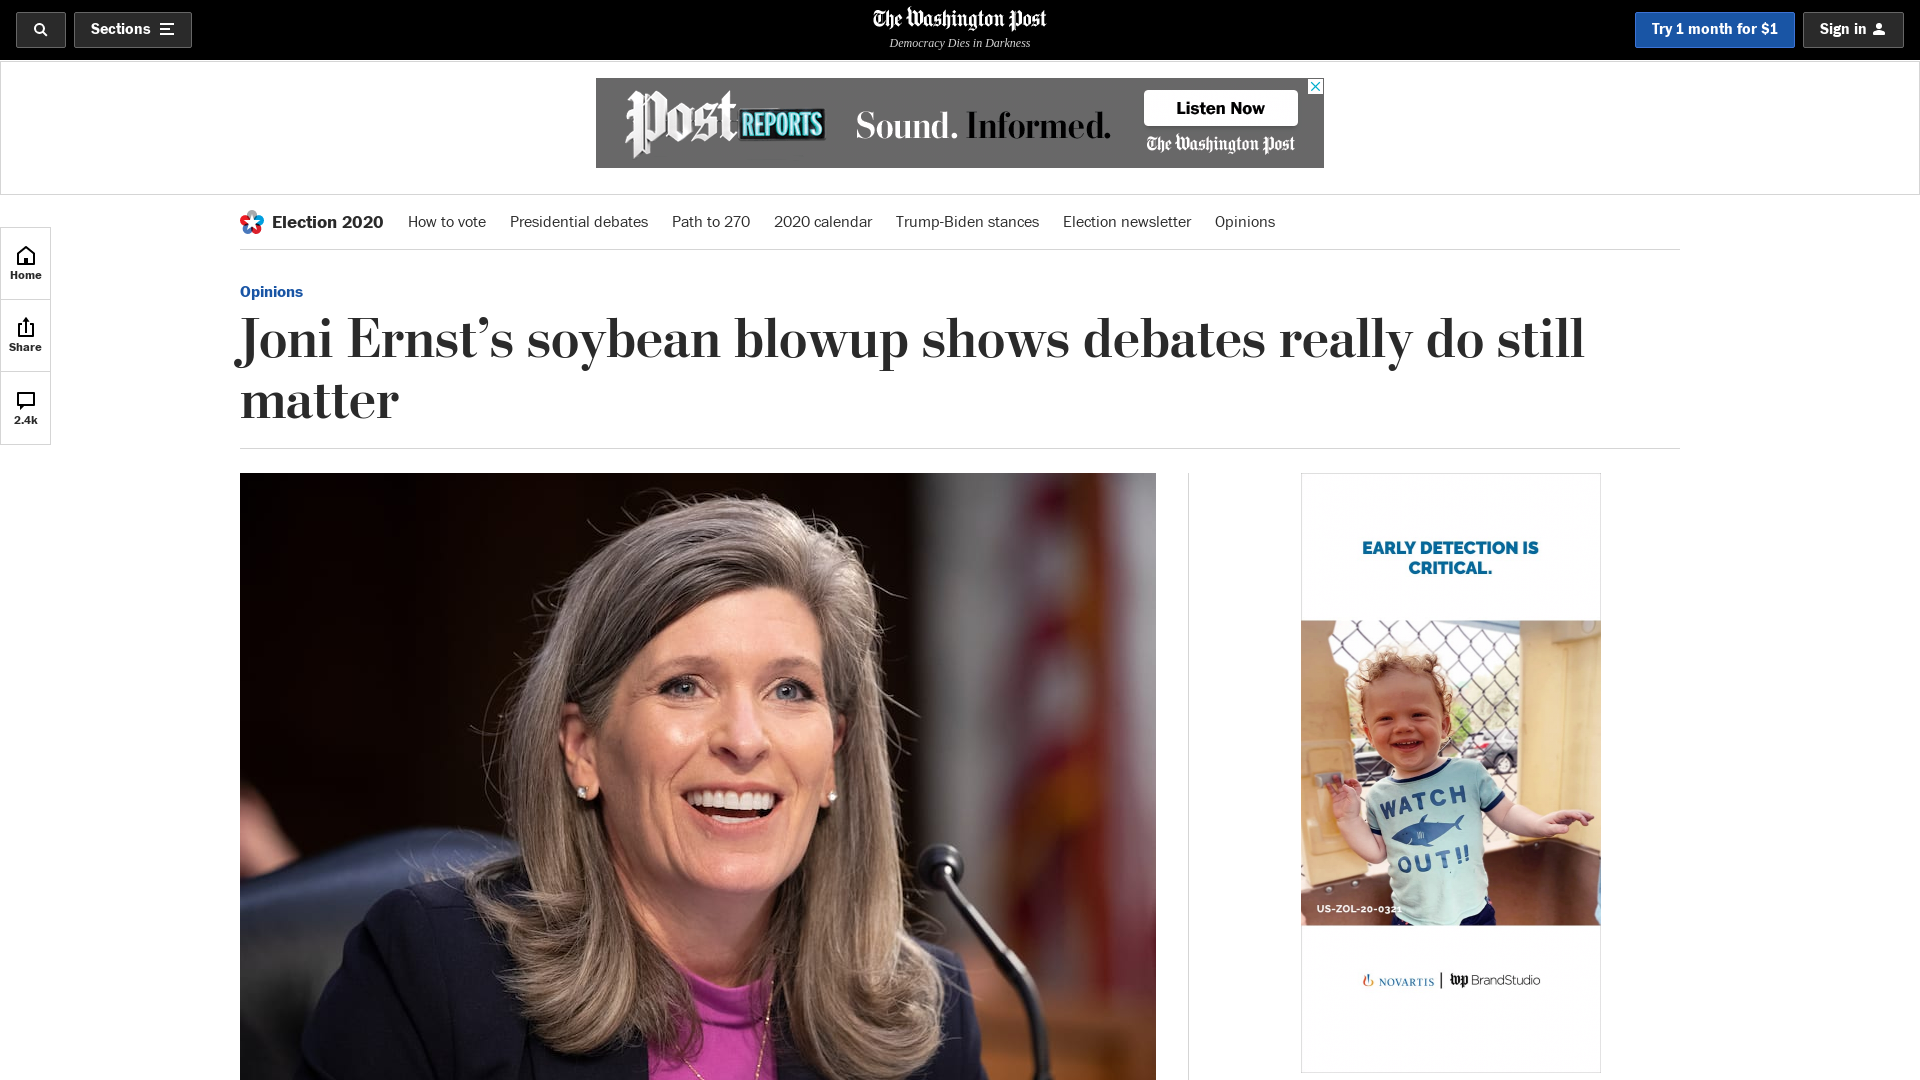 Sections
The Washington Post
Democracy Dies in Darkness
Try 1 month for $1
Sign in
Post REPORTS
Sound. Informed.
Listen Now
The Washington Post
Election 2020
How to vote
Presidential debates
Path to 270
2020 calendar
Trump-Biden stances
Election newsletter
Opinions
Home
Share
2.4k
Opinions
Joni Ernst’s soybean blowup shows debates really do still
matter
EARLY DETECTION IS
CRITICAL.
WATCH
OUT!!
US-ZOL-20-0321
NOVARTIS | wp BrandStudio